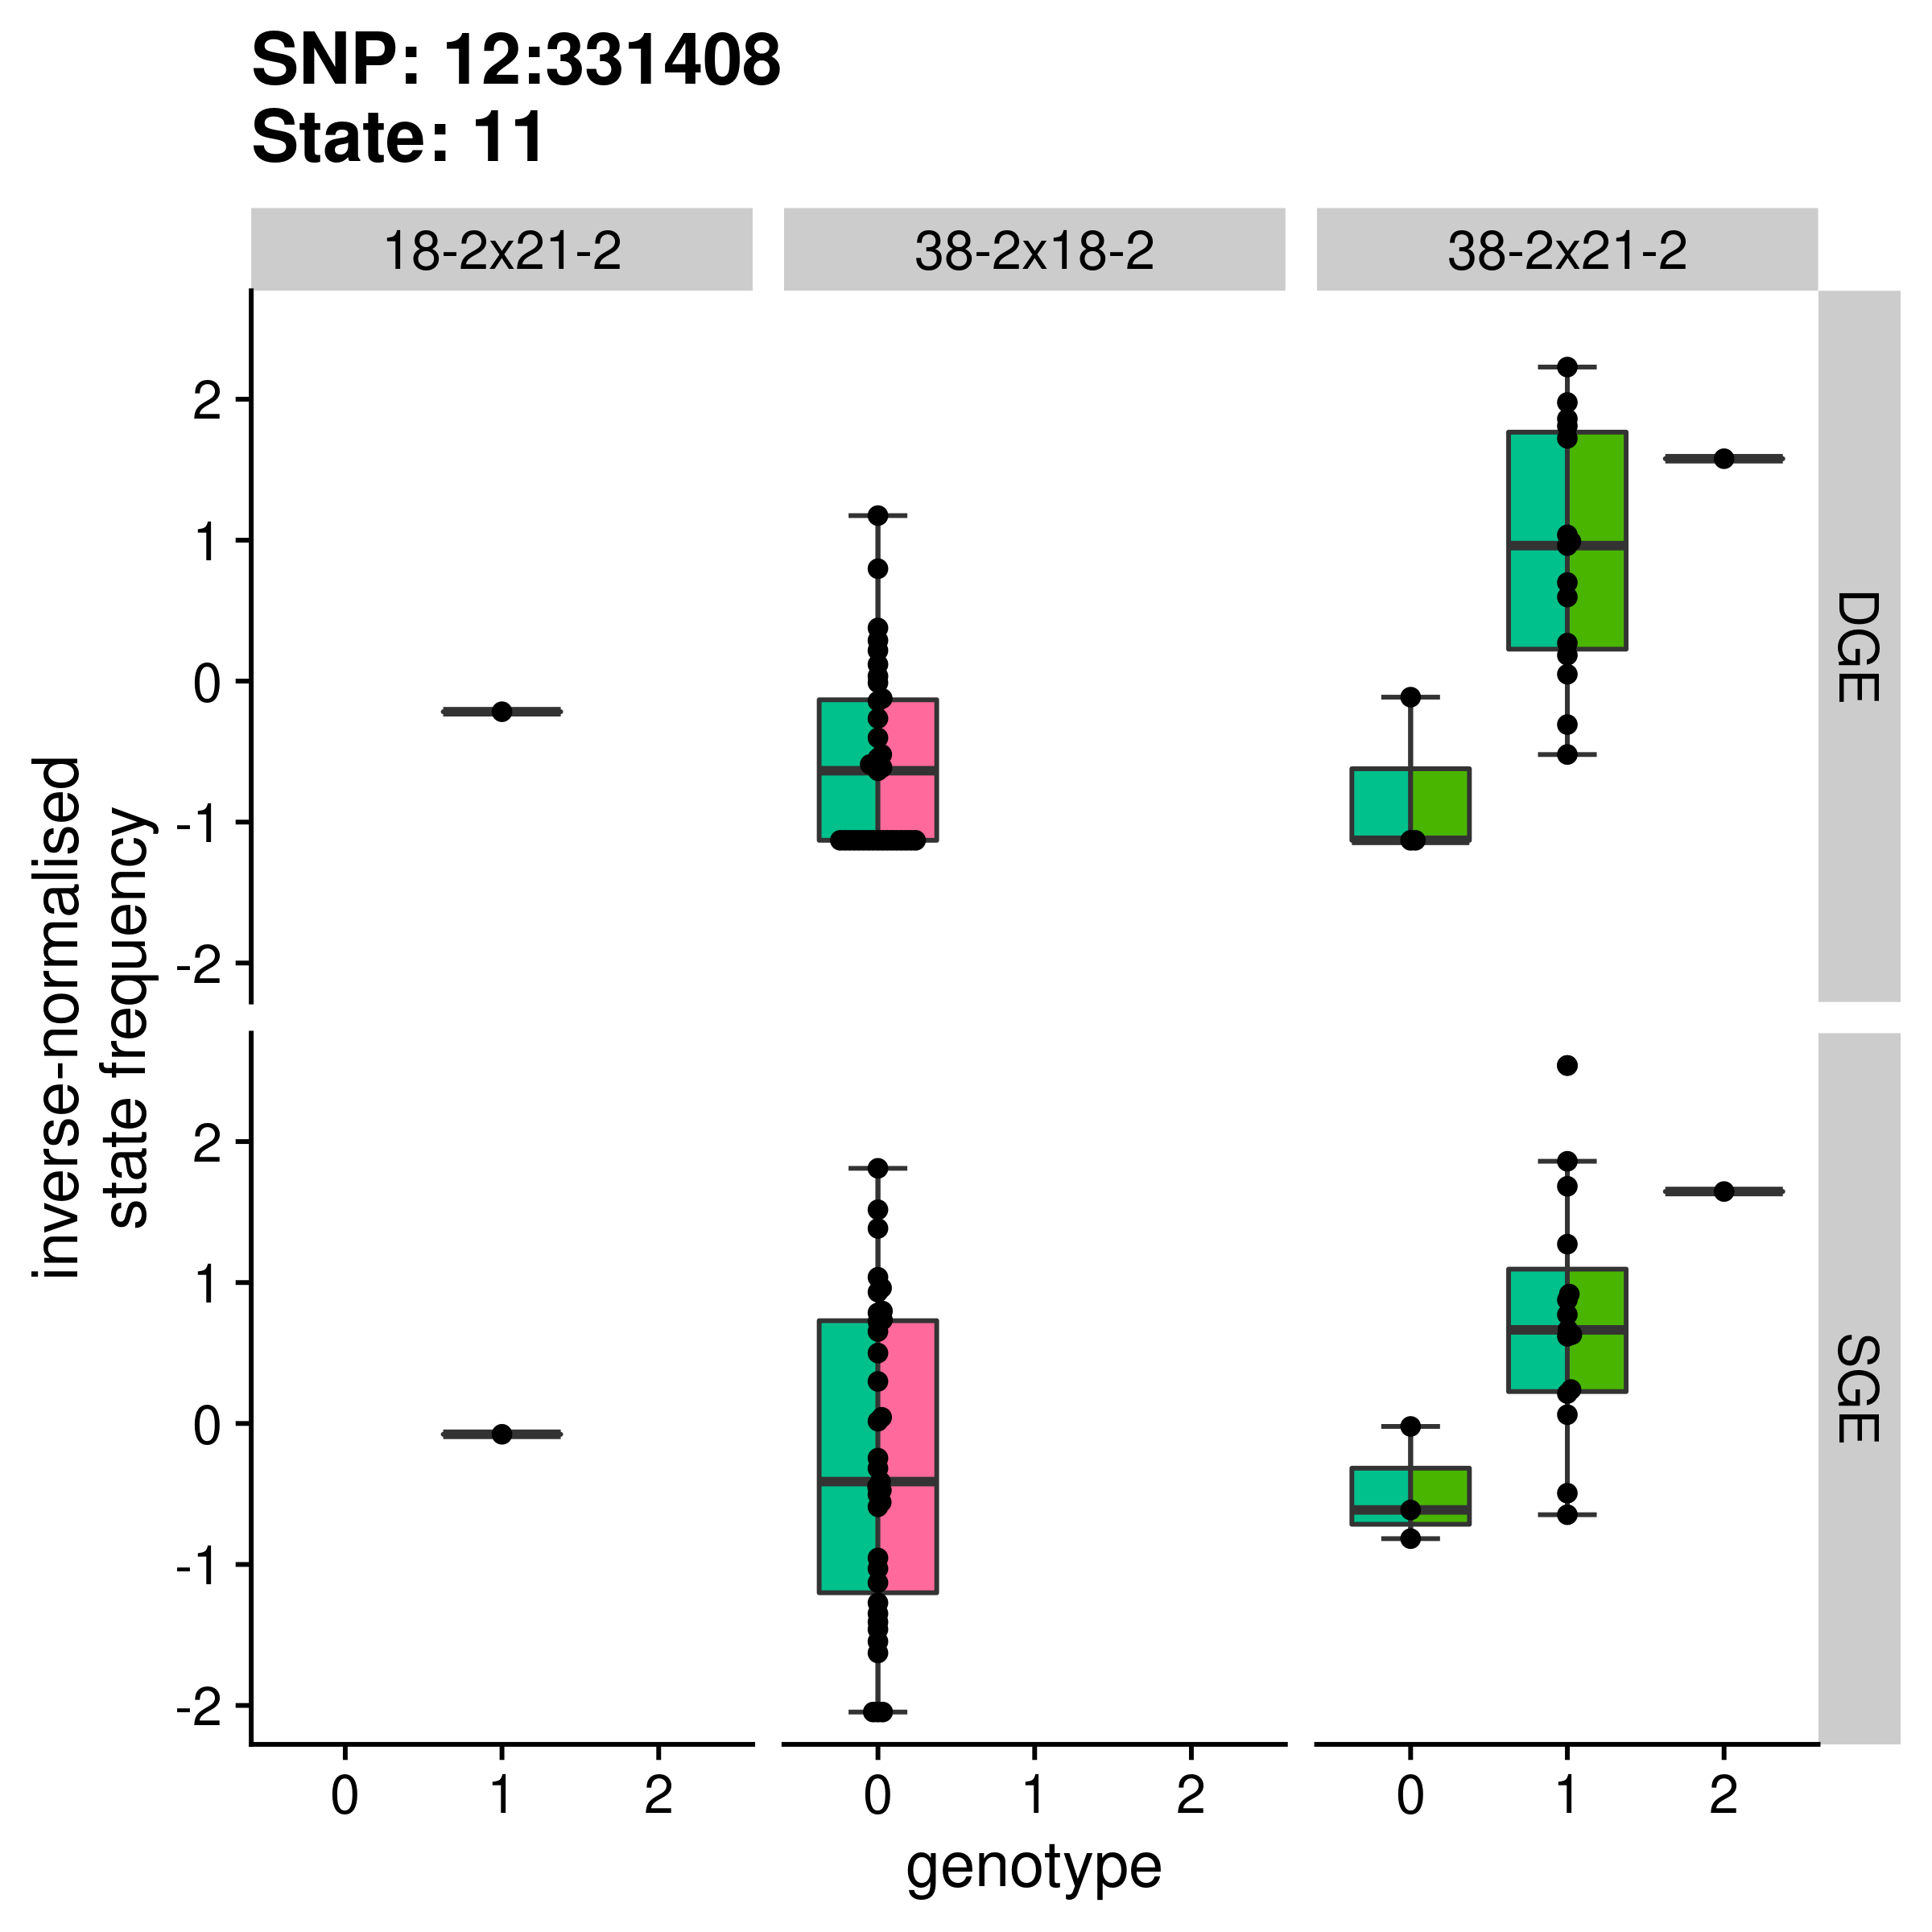 SNP: 12:331408
State: 11
18-2x21-2
38-2x18-2
38-2x21-2
inverse-normalised
state frequency
2
1
0
-1
-2
DGE
2
1
0
-1
-2
SGE
0
1
2
0
1
2
0
1
2
genotype